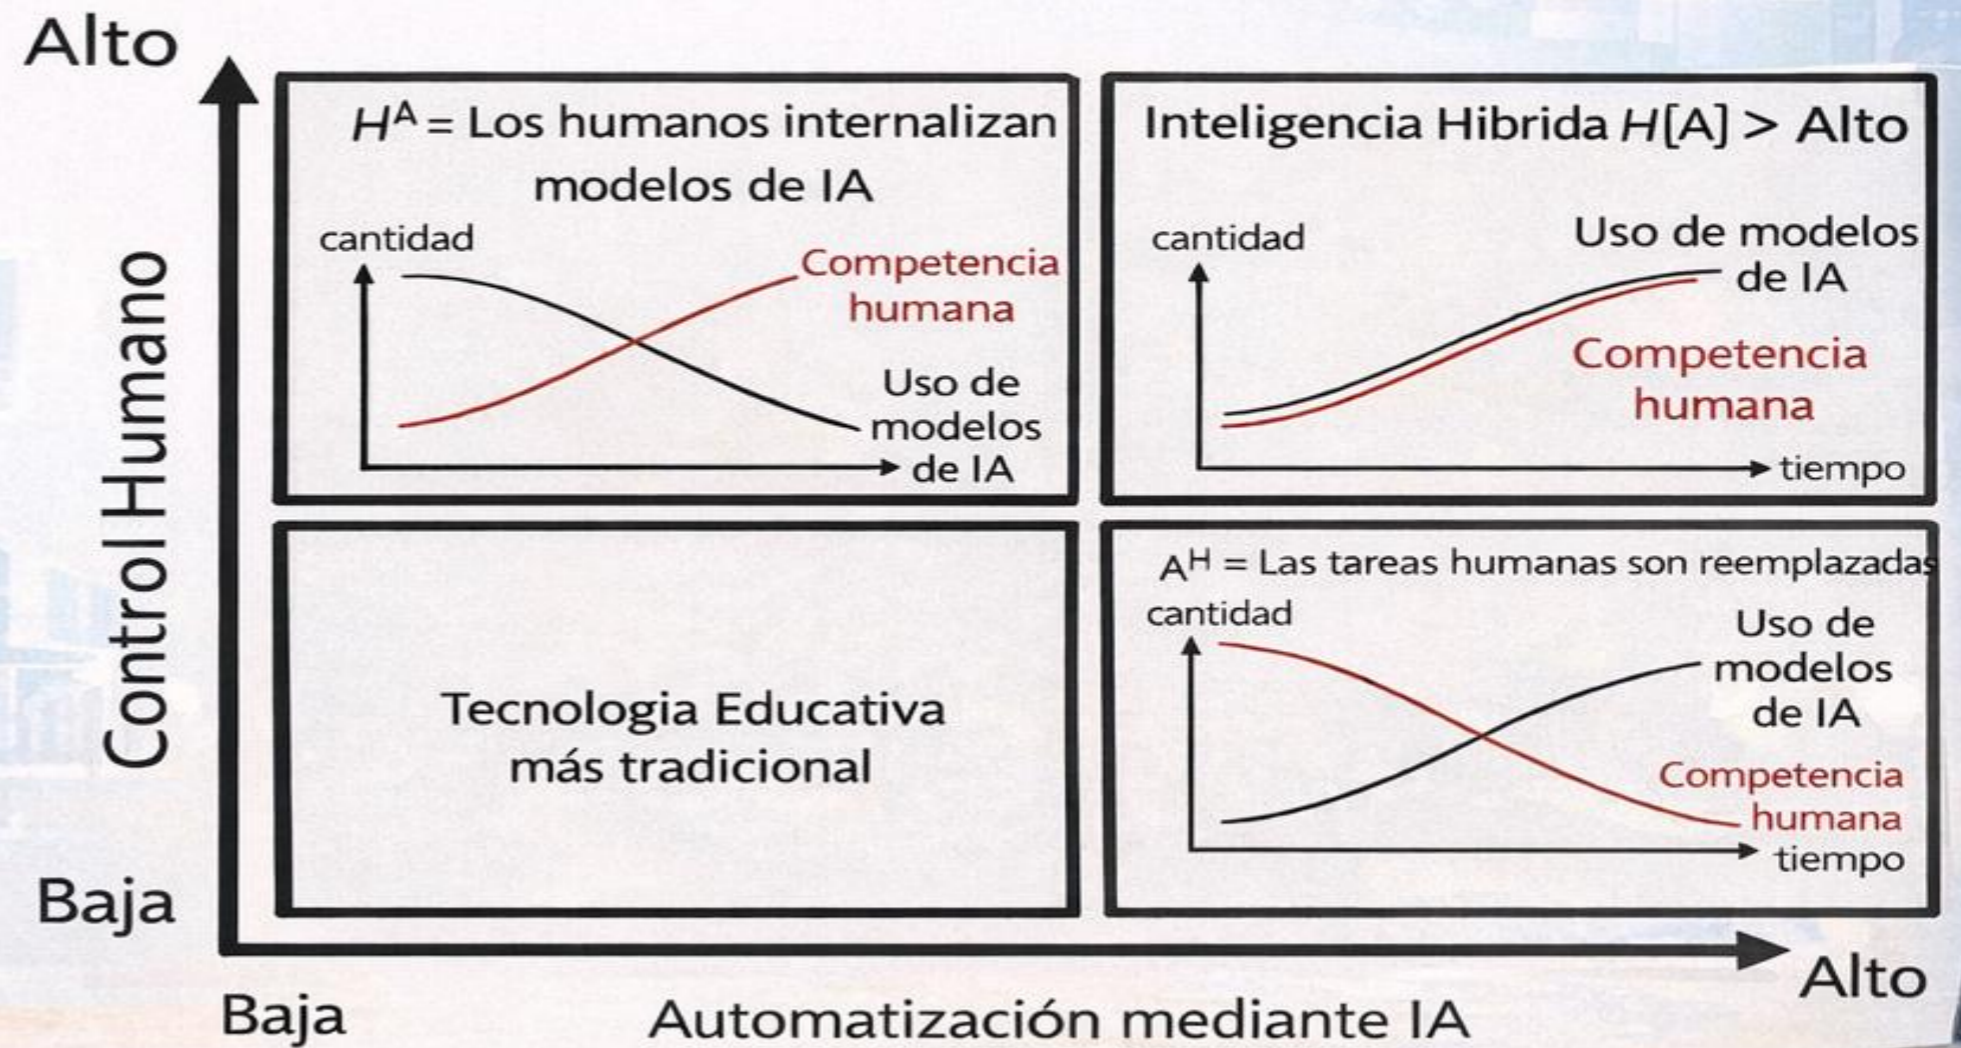 Alto
Control Humano
Baja
H^A = Los humanos internalizan
modelos de IA
cantidad
Competencia
humana
Uso de
modelos
de IA
Inteligencia Hibrida H[A] > Alto
cantidad
Uso de modelos
de IA
Competencia
humana
tiempo
Tecnologia Educativa
más tradicional
A^H = Las tareas humanas son reemplazadas
cantidad
Uso de
modelos
de IA
Competencia
humana
tiempo
Baja
Automatización mediante IA
Alto